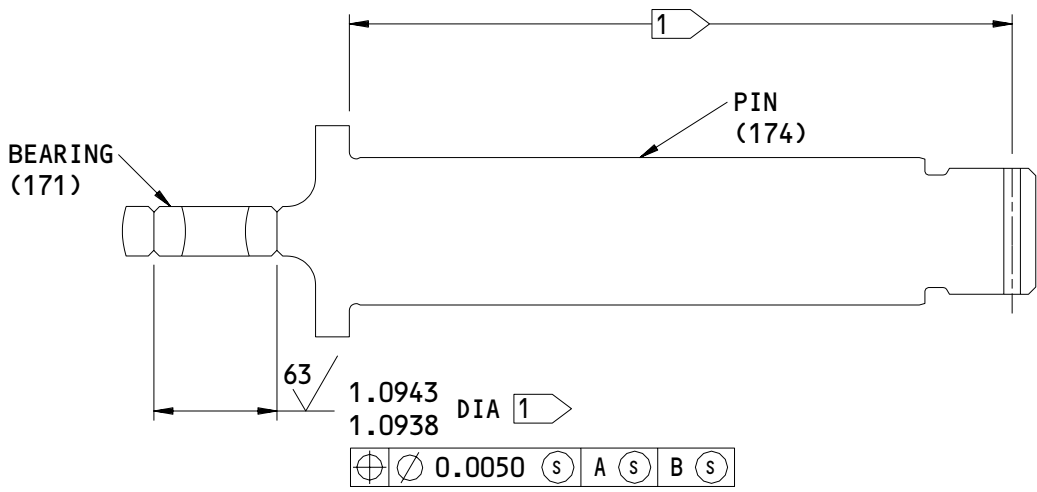 1
PIN
(174)
BEARING
(171)
63
1.0943
1.0938
DIA 1
⌖ ⌀ 0.0050 Ⓢ A Ⓢ B Ⓢ